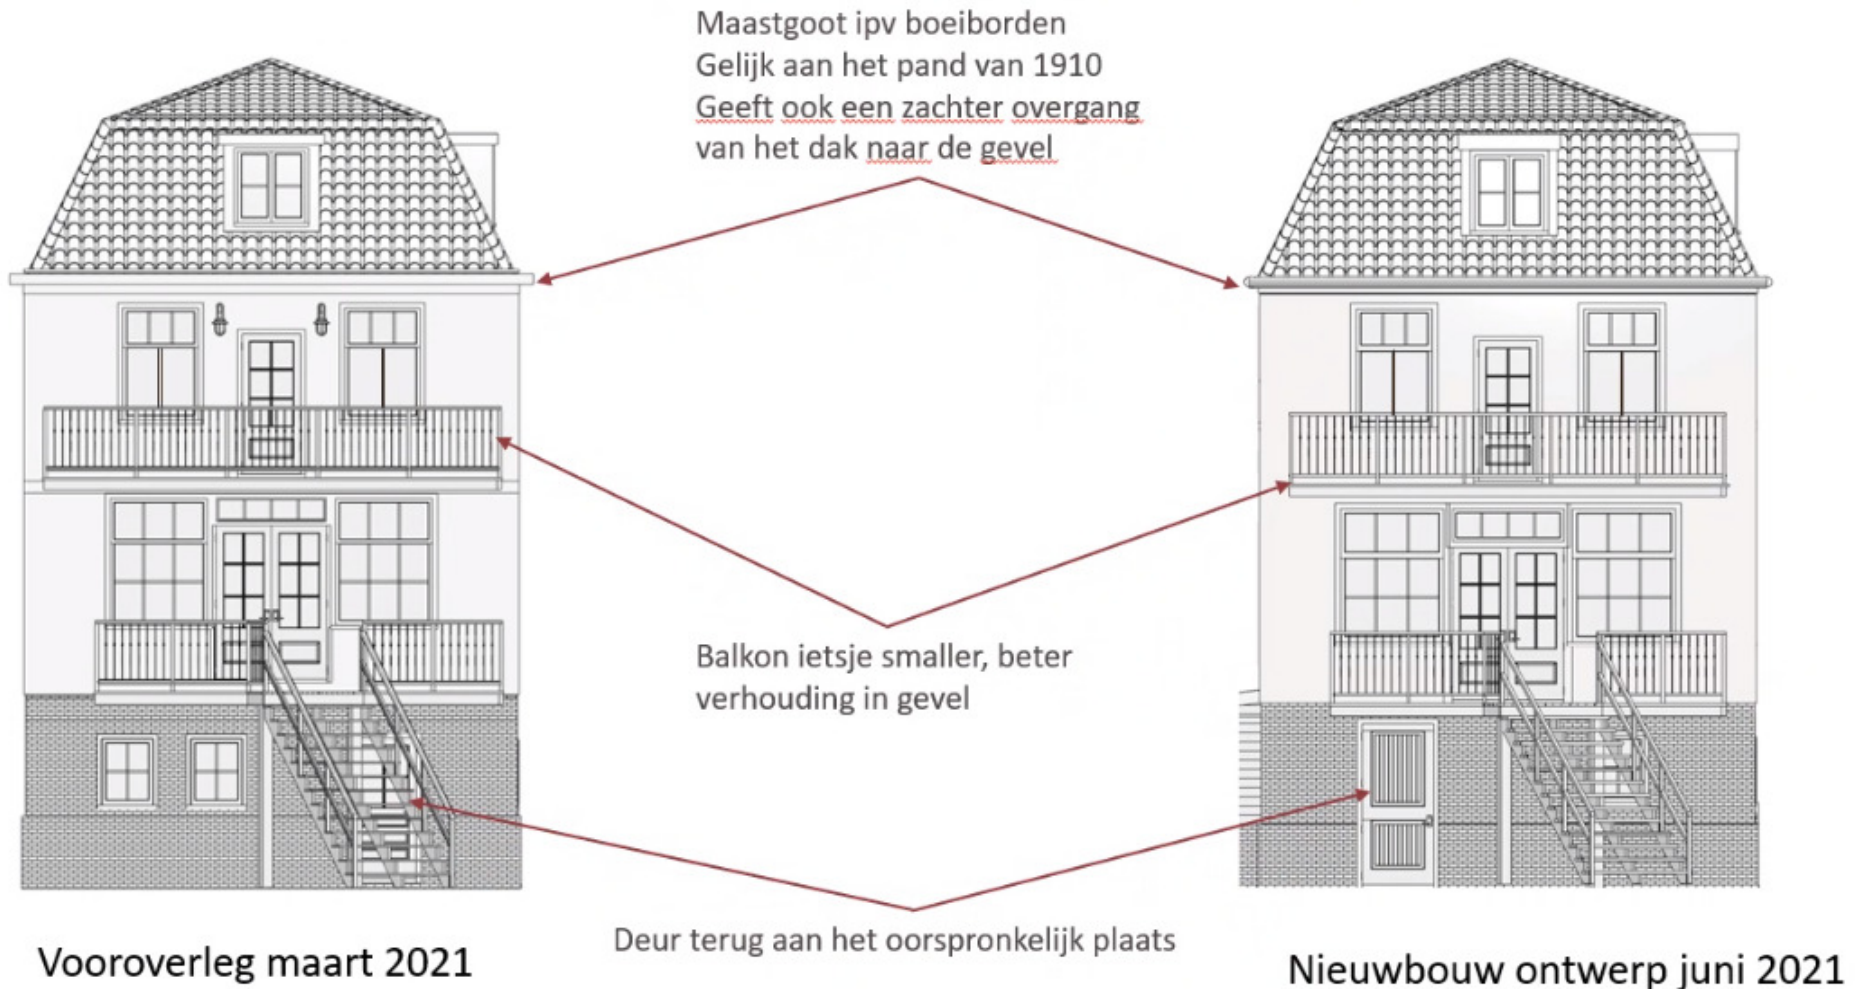 Maastgoot ipv boeiborden
Gelijk aan het pand van 1910
Geeft ook een zachter overgang
van het dak naar de gevel
Balkon ietsje smaller, beter
verhouding in gevel
Deur terug aan het oorspronkelijk plaats
Vooroverleg maart 2021
Nieuwbouw ontwerp juni 2021